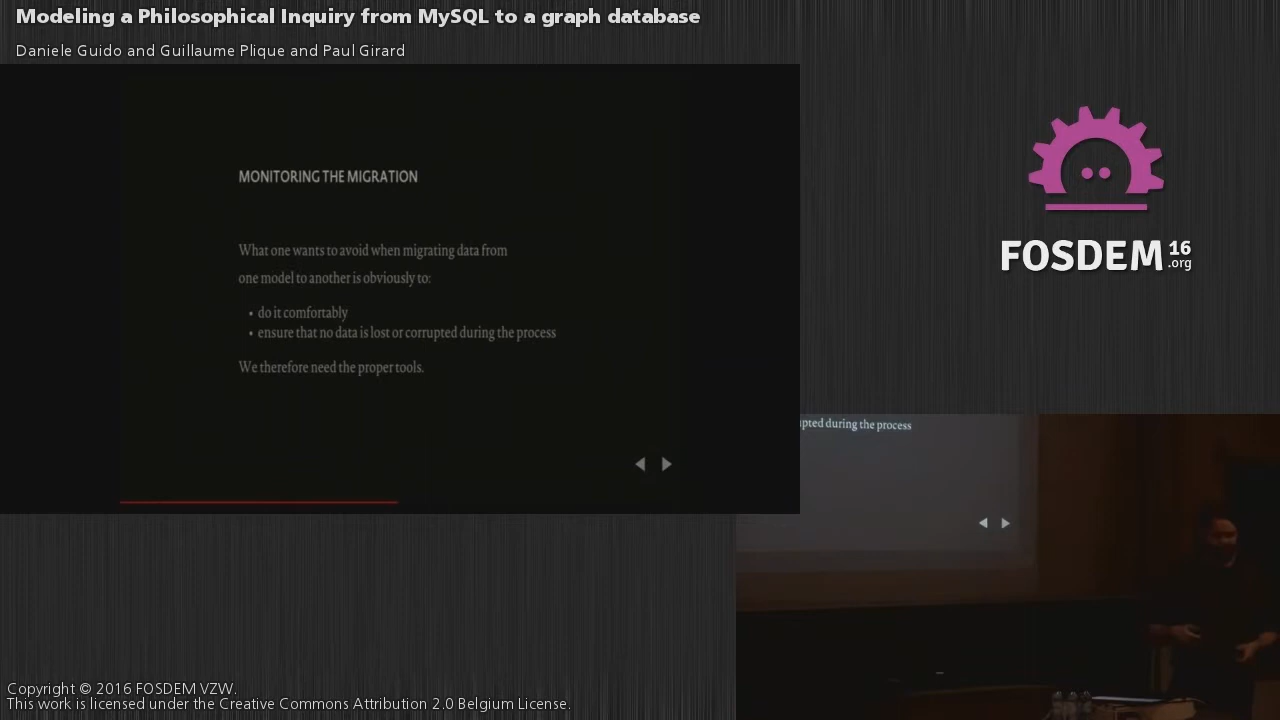 Modeling a Philosophical Inquiry from MySQL to a graph database
Daniele Guido and Guillaume Plique and Paul Girard
MONITORING THE MIGRATION
What one wants to avoid when migrating data from
one model to another is obviously to:
• do it comfortably
• ensure that no data is lost or corrupted during the process
We therefore need the proper tools.
FOSDEM 16 .org
upted during the process
Copyright © 2016 FOSDEM VZW.
This work is licensed under the Creative Commons Attribution 2.0 Belgium License.